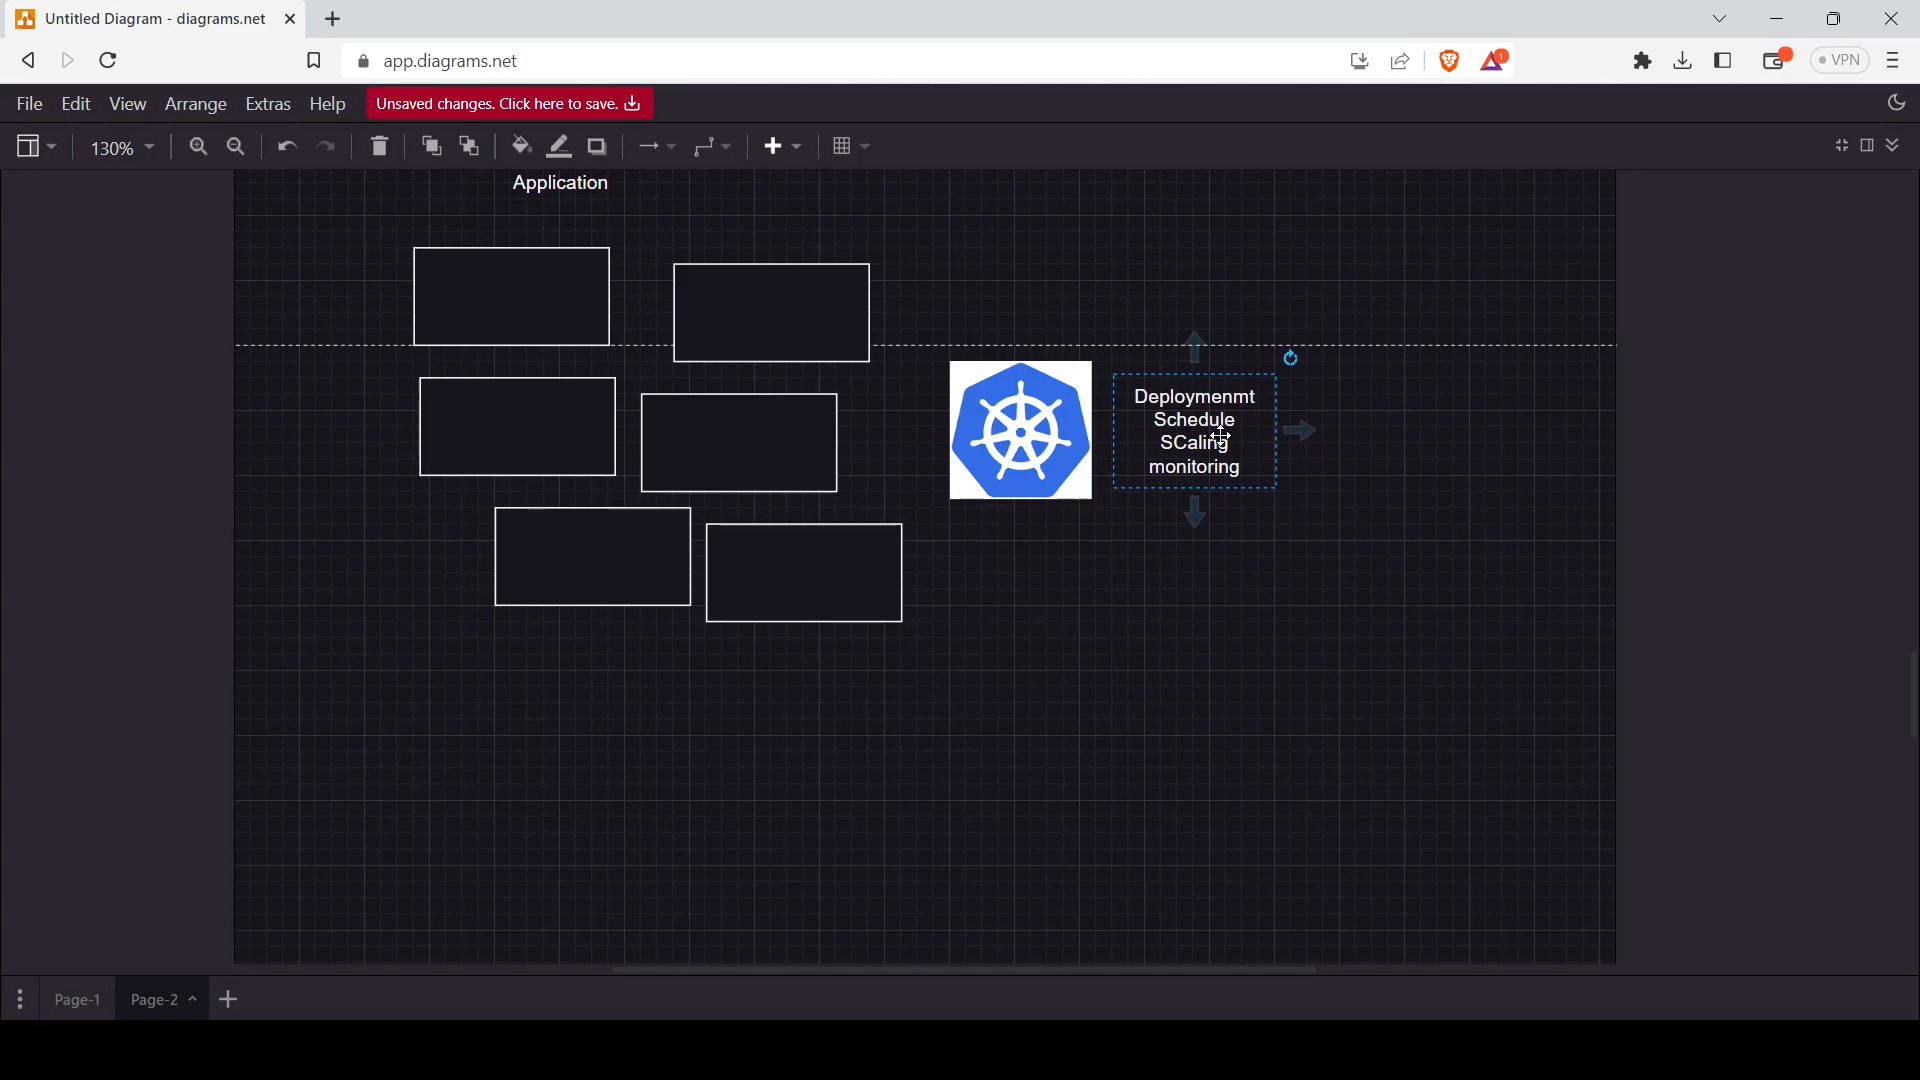 Untitled Diagram - diagrams.net
app.diagrams.net
1
VPN
File Edit View Arrange Extras Help Unsaved changes. Click here to save.
130%
Application
Deploymenmt
Schedule
SCaling
monitoring
Page-1 Page-2